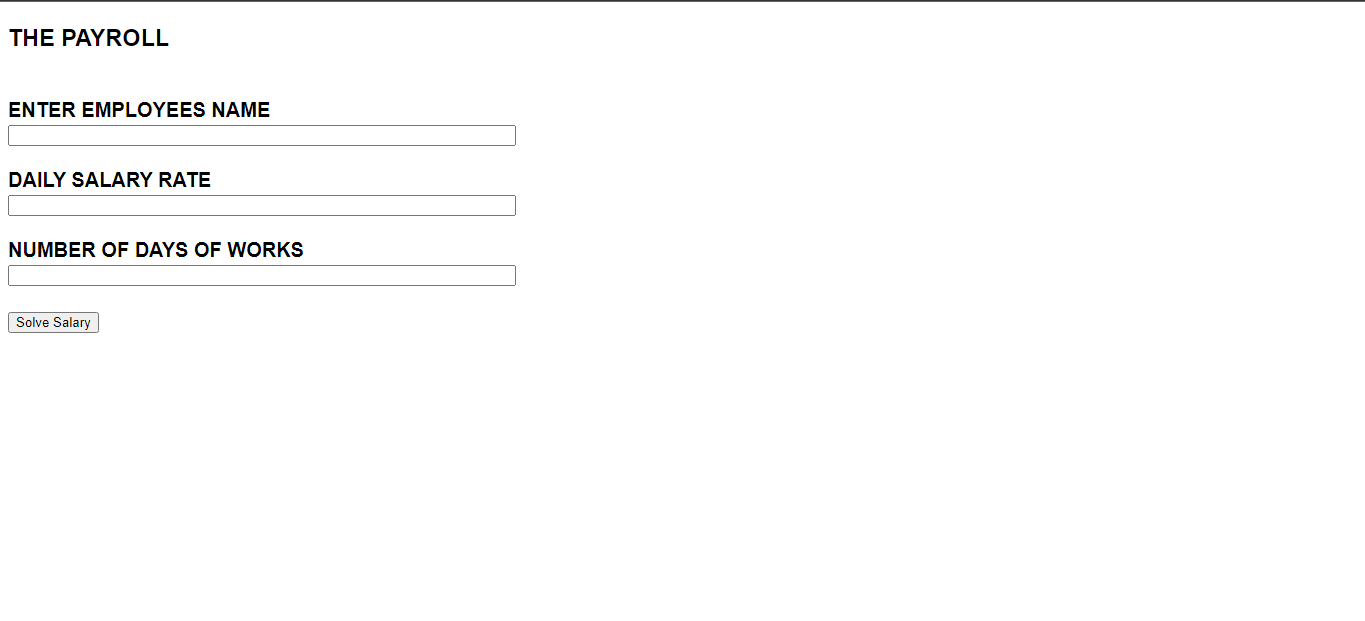 THE PAYROLL
ENTER EMPLOYEES NAME
DAILY SALARY RATE
NUMBER OF DAYS OF WORKS
Solve Salary